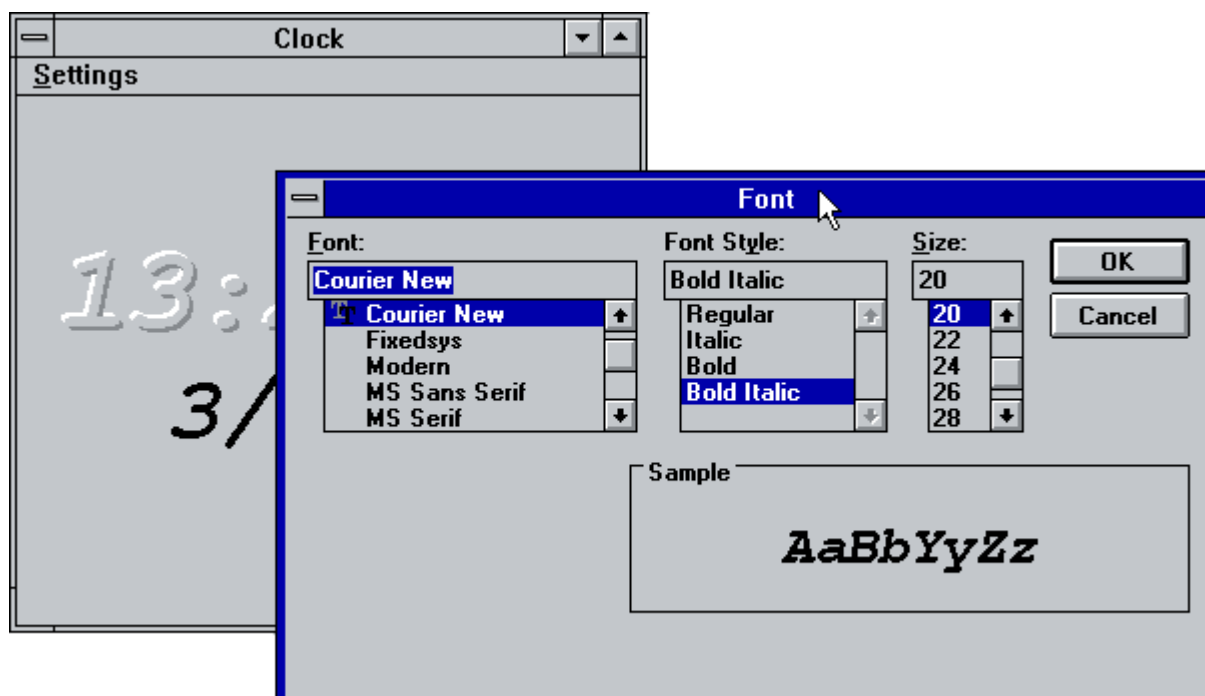 Clock
Settings
13:
3/
Font
Font:
Font Style:
Size:
Courier New
Bold Italic
20
OK
Cancel
Courier New
Fixedsys
Modern
MS Sans Serif
MS Serif
Regular
Italic
Bold
Bold Italic
20
22
24
26
28
Sample
AaBbYyZz